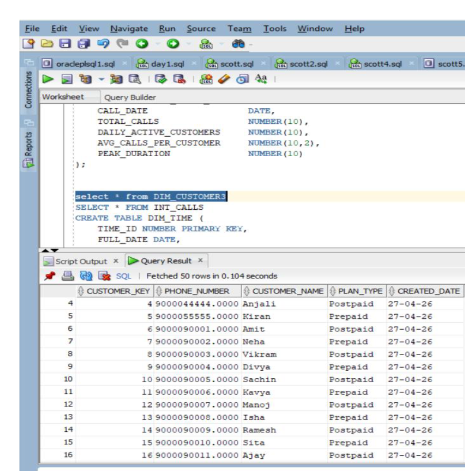 File Edit View Navigate Run Source Team Tools Window Help
oracleplsql1.sql day1.sql scott.sql scott2.sql scott4.sql scott5.
Connections
Reports
Worksheet Query Builder
CALL_DATE DATE,
TOTAL_CALLS NUMBER(10),
DAILY_ACTIVE_CUSTOMERS NUMBER(10),
AVG_CALLS_PER_CUSTOMER NUMBER(10,2),
PEAK_DURATION NUMBER(10)
);
select * from DIM_CUSTOMERS
SELECT * FROM INT_CALLS
CREATE TABLE DIM_TIME (
TIME_ID NUMBER PRIMARY KEY,
FULL_DATE DATE,
Script Output × Query Result ×
SQL | Fetched 50 rows in 0.104 seconds
CUSTOMER_KEY PHONE_NUMBER CUSTOMER_NAME PLAN_TYPE CREATED_DATE
4 4 9000044444.0000 Anjali Postpaid 27-04-26
5 5 9000055555.0000 Kiran Prepaid 27-04-26
6 6 9000090001.0000 Amit Postpaid 27-04-26
7 7 9000090002.0000 Neha Prepaid 27-04-26
8 8 9000090003.0000 Vikram Postpaid 27-04-26
9 9 9000090004.0000 Divya Prepaid 27-04-26
10 10 9000090005.0000 Sachin Postpaid 27-04-26
11 11 9000090006.0000 Kavya Prepaid 27-04-26
12 12 9000090007.0000 Manoj Postpaid 27-04-26
13 13 9000090008.0000 Isha Prepaid 27-04-26
14 14 9000090009.0000 Ramesh Postpaid 27-04-26
15 15 9000090010.0000 Sita Prepaid 27-04-26
16 16 9000090011.0000 Ajay Postpaid 27-04-26